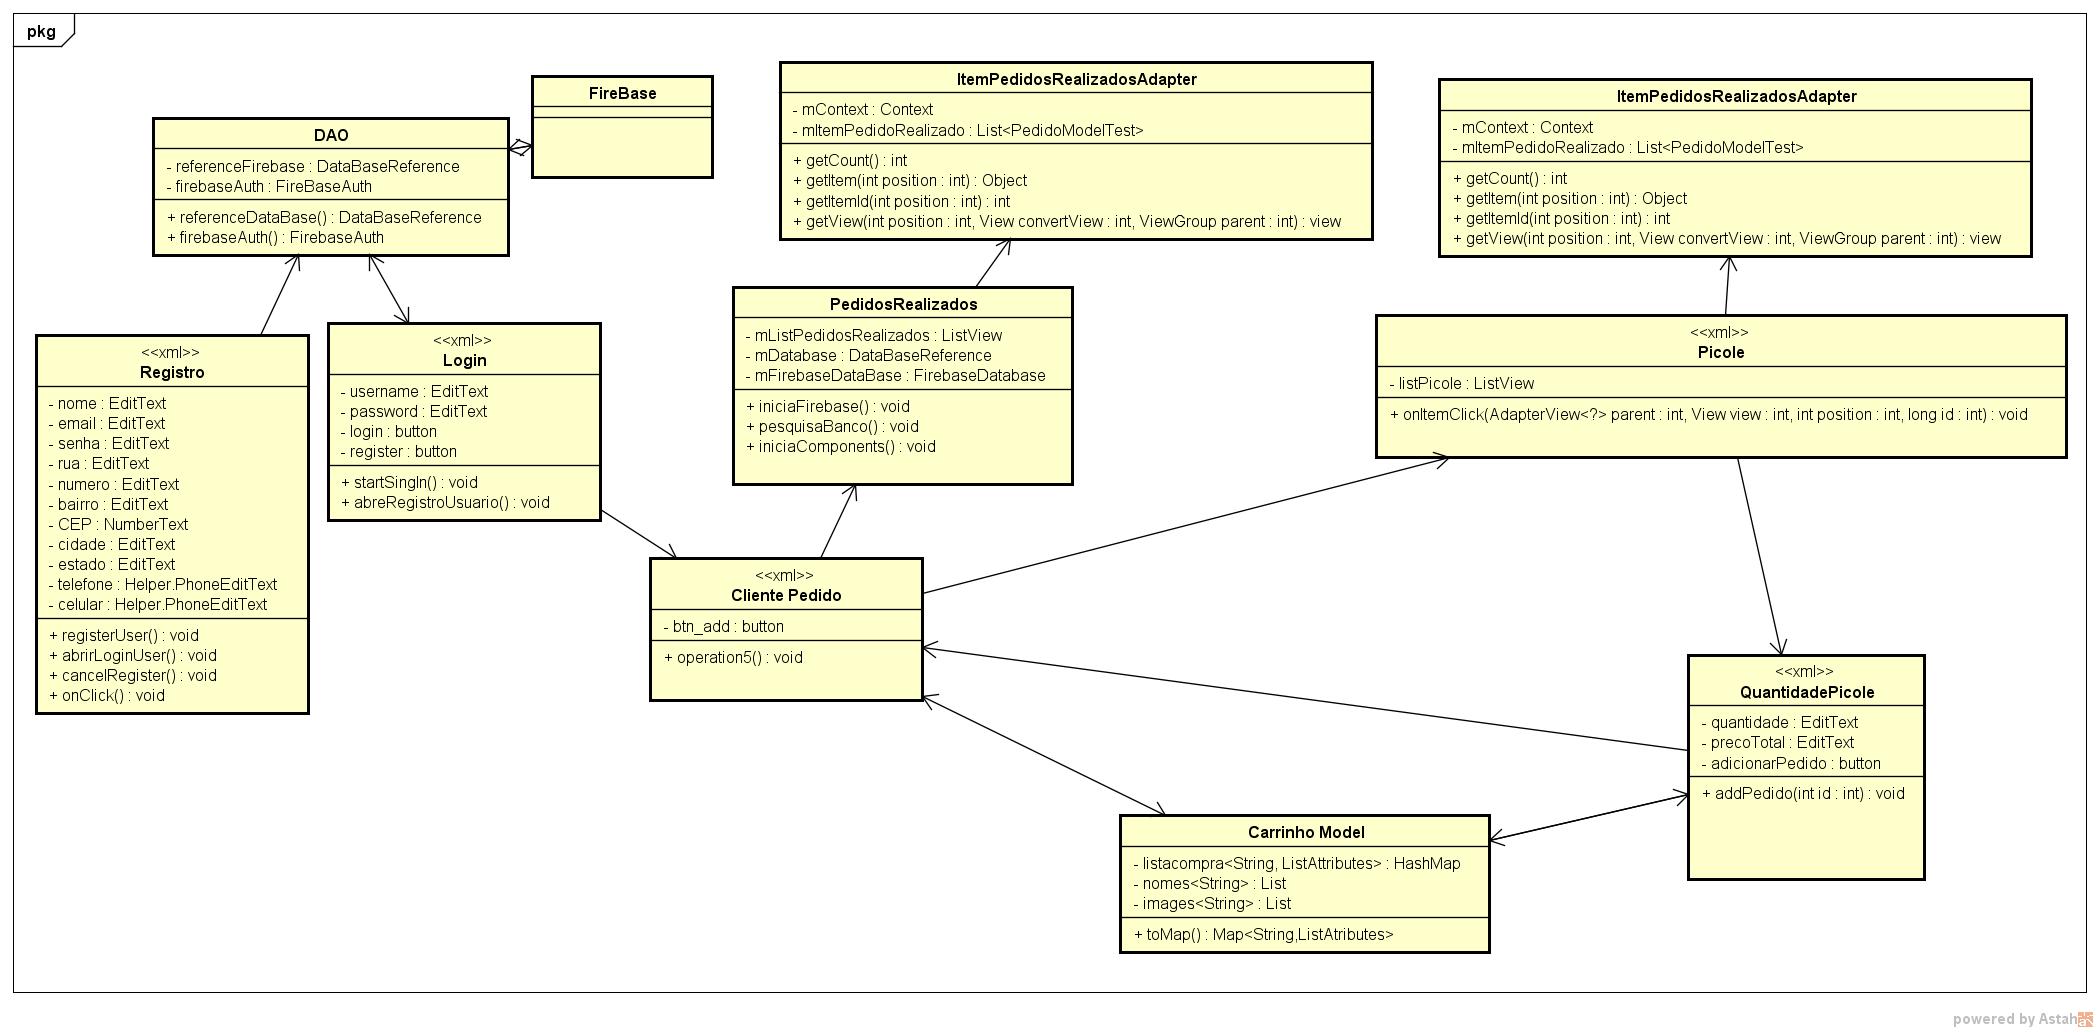 pkg
FireBase
DAO
- referenceFirebase : DataBaseReference
- firebaseAuth : FireBaseAuth
+ referenceDataBase() : DataBaseReference
+ firebaseAuth() : FirebaseAuth
ItemPedidosRealizadosAdapter
- mContext : Context
- mItemPedidoRealizado : List<PedidoModelTest>
+ getCount() : int
+ getItem(int position : int) : Object
+ getItemId(int position : int) : int
+ getView(int position : int, View convertView : int, ViewGroup parent : int) : view
ItemPedidosRealizadosAdapter
- mContext : Context
- mItemPedidoRealizado : List<PedidoModelTest>
+ getCount() : int
+ getItem(int position : int) : Object
+ getItemId(int position : int) : int
+ getView(int position : int, View convertView : int, ViewGroup parent : int) : view
<<xml>>
Registro
- nome : EditText
- email : EditText
- senha : EditText
- rua : EditText
- numero : EditText
- bairro : EditText
- CEP : NumberText
- cidade : EditText
- estado : EditText
- telefone : Helper.PhoneEditText
- celular : Helper.PhoneEditText
+ registerUser() : void
+ abrirLoginUser() : void
+ cancelRegister() : void
+ onClick() : void
<<xml>>
Login
- username : EditText
- password : EditText
- login : button
- register : button
+ startSingIn() : void
+ abreRegistroUsuario() : void
PedidosRealizados
- mListPedidosRealizados : ListView
- mDatabase : DataBaseReference
- mFirebaseDataBase : FirebaseDatabase
+ iniciaFirebase() : void
+ pesquisaBanco() : void
+ iniciaComponents() : void
<<xml>>
Picole
- listPicole : ListView
+ onItemClick(AdapterView<?> parent : int, View view : int, int position : int, long id : int) : void
<<xml>>
Cliente Pedido
- btn_add : button
+ operation5() : void
<<xml>>
QuantidadePicole
- quantidade : EditText
- precoTotal : EditText
- adicionarPedido : button
+ addPedido(int id : int) : void
Carrinho Model
- listacompra<String, ListAttributes> : HashMap
- nomes<String> : List
- images<String> : List
+ toMap() : Map<String,ListAtributes>
powered by Astah